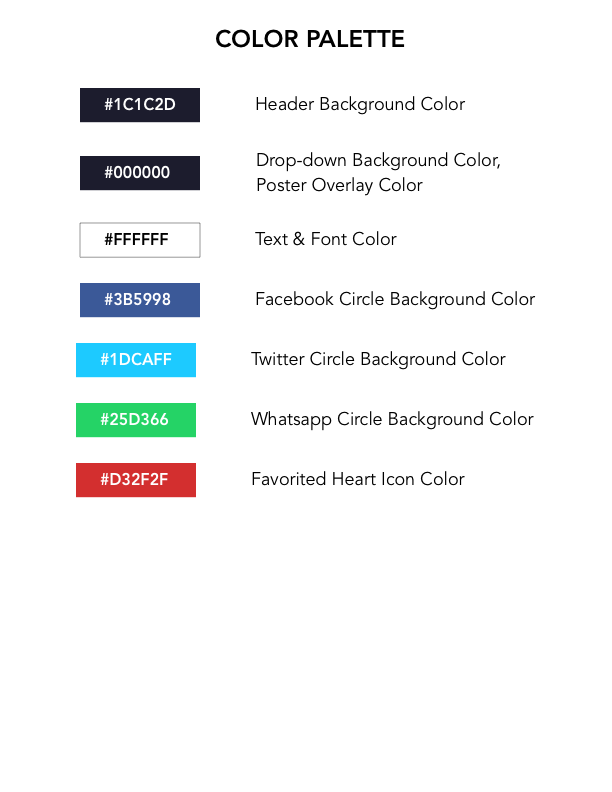 COLOR PALETTE
#1C1C2D Header Background Color
#000000 Drop-down Background Color,
Poster Overlay Color
#FFFFFF Text & Font Color
#3B5998 Facebook Circle Background Color
#1DCAFF Twitter Circle Background Color
#25D366 Whatsapp Circle Background Color
#D32F2F Favorited Heart Icon Color